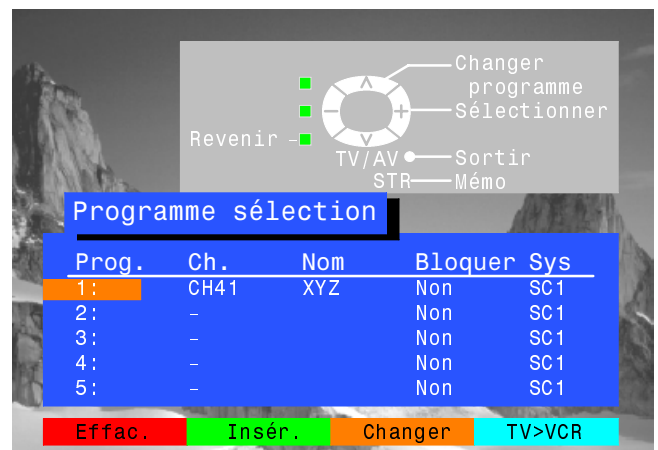 Changer
programme
Sélectionner
Revenir
TV/AV Sortir
STR Mémo
Programme sélection
Prog. Ch. Nom Bloquer Sys
1: CH41 XYZ Non SC1
2: - Non SC1
3: - Non SC1
4: - Non SC1
5: - Non SC1
Effac. Insér. Changer TV>VCR